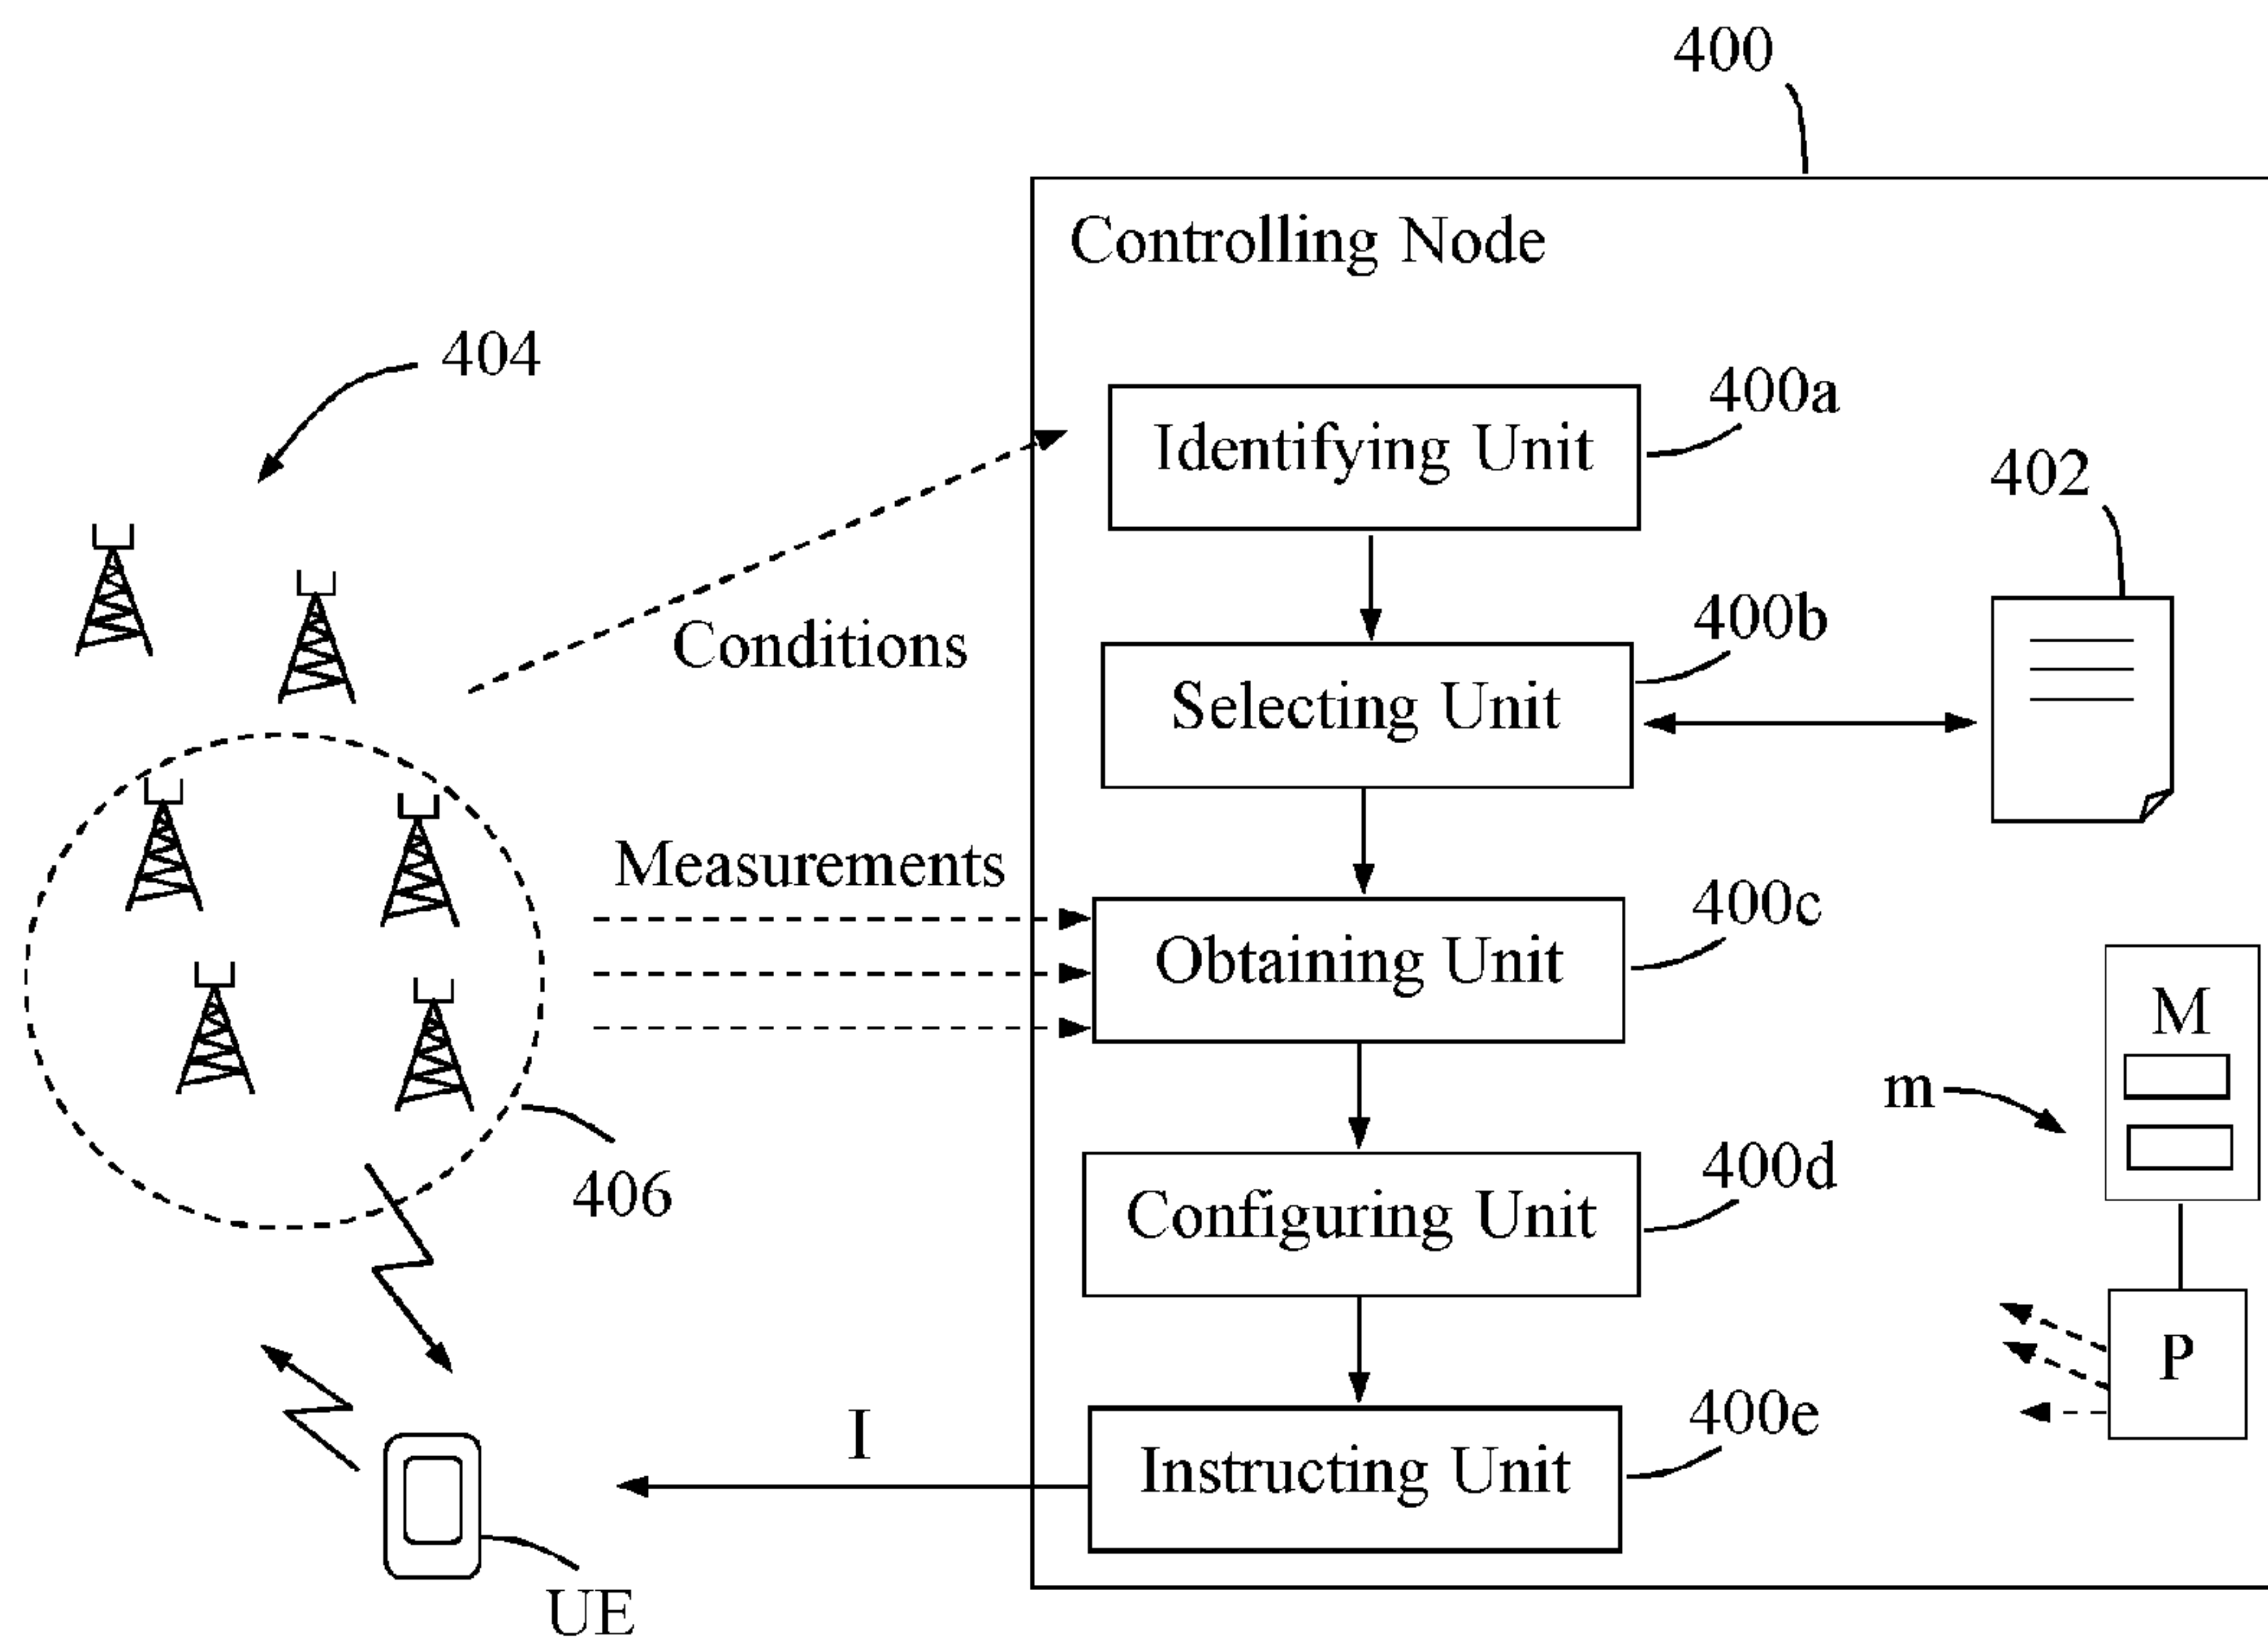 400
Controlling Node
404
400a
Identifying Unit
402
400b
Conditions
Selecting Unit
Measurements
400c
Obtaining Unit
M
m
400d
406
Configuring Unit
P
400e
I
Instructing Unit
UE